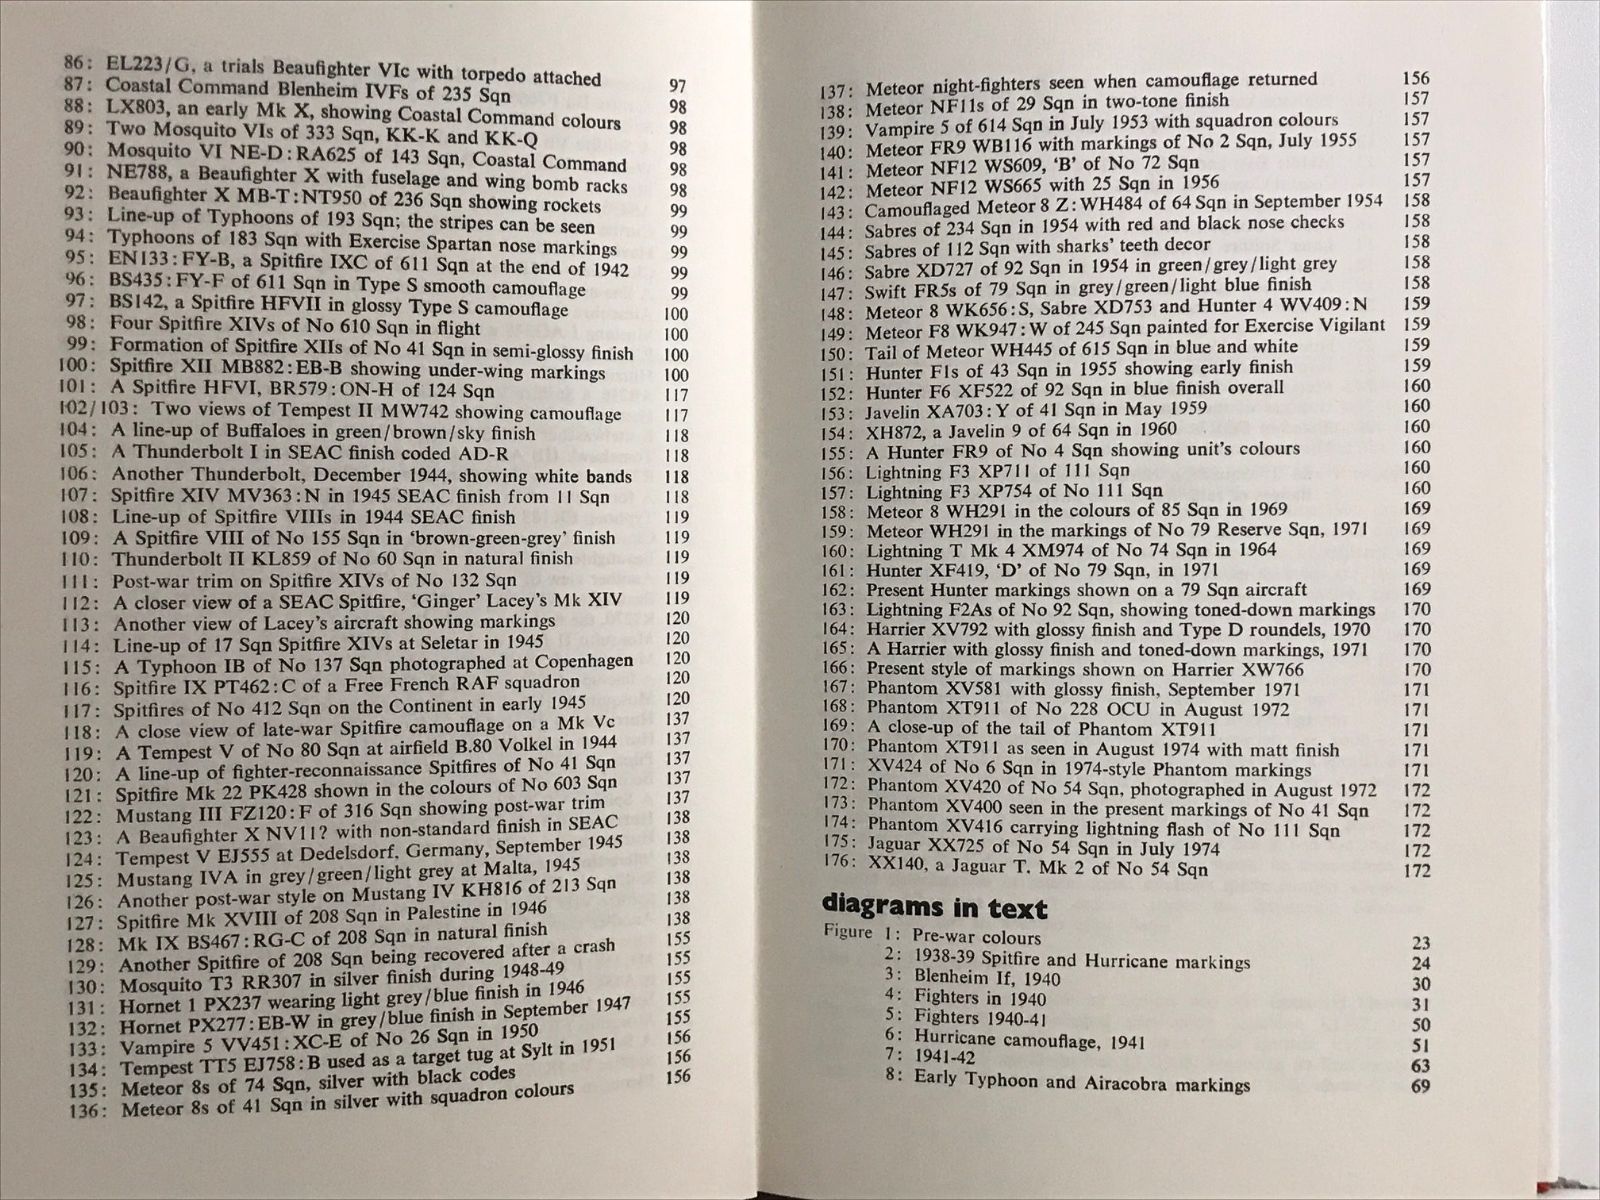 86: EL223/G, a trials Beaufighter VIc with torpedo attached 97
87: Coastal Command Blenheim IVFs of 235 Sqn 98
88: LX803, an early Mk X, showing Coastal Command colours 98
89: Two Mosquito VIs of 333 Sqn, KK-K and KK-Q 98
90: Mosquito VI NE-D:RA625 of 143 Sqn, Coastal Command 98
91: NE788, a Beaufighter X with fuselage and wing bomb racks 98
92: Beaufighter X MB-T:NT950 of 236 Sqn showing rockets 99
93: Line-up of Typhoons of 193 Sqn; the stripes can be seen 99
94: Typhoons of 183 Sqn with Exercise Spartan nose markings 99
95: EN133:FY-B, a Spitfire IXC of 611 Sqn at the end of 1942 99
96: BS435:FY-F of 611 Sqn in Type S smooth camouflage 99
97: BS142, a Spitfire HFVII in glossy Type S camouflage 100
98: Four Spitfire XIVs of No 610 Sqn in flight 100
99: Formation of Spitfire XIIs of No 41 Sqn in semi-glossy finish 100
100: Spitfire XII MB882:EB-B showing under-wing markings 100
101: A Spitfire HFVI, BR579:ON-H of 124 Sqn 117
102/103: Two views of Tempest II MW742 showing camouflage 117
104: A line-up of Buffaloes in green/brown/sky finish 118
105: A Thunderbolt I in SEAC finish coded AD-R 118
106: Another Thunderbolt, December 1944, showing white bands 118
107: Spitfire XIV MV363:N in 1945 SEAC finish from 11 Sqn 118
108: Line-up of Spitfire VIIIs in 1944 SEAC finish 119
109: A Spitfire VIII of No 155 Sqn in 'brown-green-grey' finish 119
110: Thunderbolt II KL859 of No 60 Sqn in natural finish 119
111: Post-war trim on Spitfire XIVs of No 132 Sqn 119
112: A closer view of a SEAC Spitfire, 'Ginger' Lacey's Mk XIV 119
113: Another view of Lacey's aircraft showing markings 120
114: Line-up of 17 Sqn Spitfire XIVs at Seletar in 1945 120
115: A Typhoon IB of No 137 Sqn photographed at Copenhagen 120
116: Spitfire IX PT462:C of a Free French RAF squadron 120
117: Spitfires of No 412 Sqn on the Continent in early 1945 120
118: A close view of late-war Spitfire camouflage on a Mk Vc 137
119: A Tempest V of No 80 Sqn at airfield B.80 Volkel in 1944 137
120: A line-up of fighter-reconnaissance Spitfires of No 41 Sqn 137
121: Spitfire Mk 22 PK428 shown in the colours of No 603 Sqn 137
122: Mustang III FZ120:F of 316 Sqn showing post-war trim 137
123: A Beaufighter X NV11? with non-standard finish in SEAC 138
124: Tempest V EJ555 at Dedelsdorf, Germany, September 1945 138
125: Mustang IVA in grey/green/light grey at Malta, 1945 138
126: Another post-war style on Mustang IV KH816 of 213 Sqn 138
127: Spitfire Mk XVIII of 208 Sqn in Palestine in 1946 138
128: Mk IX BS467:RG-C of 208 Sqn in natural finish 138
129: Another Spitfire of 208 Sqn being recovered after a crash 155
130: Mosquito T3 RR307 in silver finish during 1948-49 155
131: Hornet 1 PX237 wearing light grey/blue finish in 1946 155
132: Hornet PX277:EB-W in grey/blue finish in September 1947 155
133: Vampire 5 VV451:XC-E of No 26 Sqn in 1950 155
134: Tempest TT5 EJ758:B used as a target tug at Sylt in 1951 156
135: Meteor 8s of 74 Sqn, silver with black codes 156
136: Meteor 8s of 41 Sqn in silver with squadron colours 156
137: Meteor night-fighters seen when camouflage returned 156
138: Meteor NF11s of 29 Sqn in two-tone finish 157
139: Vampire 5 of 614 Sqn in July 1953 with squadron colours 157
140: Meteor FR9 WB116 with markings of No 2 Sqn, July 1955 157
141: Meteor NF12 WS609, 'B' of No 72 Sqn 157
142: Meteor NF12 WS665 with 25 Sqn in 1956 157
143: Camouflaged Meteor 8 Z:WH484 of 64 Sqn in September 1954 158
144: Sabres of 234 Sqn in 1954 with red and black nose checks 158
145: Sabres of 112 Sqn with sharks' teeth decor 158
146: Sabre XD727 of 92 Sqn in 1954 in green/grey/light grey 158
147: Swift FR5s of 79 Sqn in grey/green/light blue finish 158
148: Meteor 8 WK656:S, Sabre XD753 and Hunter 4 WV409:N 159
149: Meteor F8 WK947:W of 245 Sqn painted for Exercise Vigilant 159
150: Tail of Meteor WH445 of 615 Sqn in blue and white 159
151: Hunter F1s of 43 Sqn in 1955 showing early finish 159
152: Hunter F6 XF522 of 92 Sqn in blue finish overall 160
153: Javelin XA703:Y of 41 Sqn in May 1959 160
154: XH872, a Javelin 9 of 64 Sqn in 1960 160
155: A Hunter FR9 of No 4 Sqn showing unit's colours 160
156: Lightning F3 XP711 of 111 Sqn 160
157: Lightning F3 XP754 of No 111 Sqn 160
158: Meteor 8 WH291 in the colours of 85 Sqn in 1969 169
159: Meteor WH291 in the markings of No 79 Reserve Sqn, 1971 169
160: Lightning T Mk 4 XM974 of No 74 Sqn in 1964 169
161: Hunter XF419, 'D' of No 79 Sqn, in 1971 169
162: Present Hunter markings shown on a 79 Sqn aircraft 169
163: Lightning F2As of No 92 Sqn, showing toned-down markings 170
164: Harrier XV792 with glossy finish and Type D roundels, 1970 170
165: A Harrier with glossy finish and toned-down markings, 1971 170
166: Present style of markings shown on Harrier XW766 170
167: Phantom XV581 with glossy finish, September 1971 171
168: Phantom XT911 of No 228 OCU in August 1972 171
169: A close-up of the tail of Phantom XT911 171
170: Phantom XT911 as seen in August 1974 with matt finish 171
171: XV424 of No 6 Sqn in 1974-style Phantom markings 171
172: Phantom XV420 of No 54 Sqn, photographed in August 1972 172
173: Phantom XV400 seen in the present markings of No 41 Sqn 172
174: Phantom XV416 carrying lightning flash of No 111 Sqn 172
175: Jaguar XX725 of No 54 Sqn in July 1974 172
176: XX140, a Jaguar T. Mk 2 of No 54 Sqn 172
diagrams in text
Figure 1: Pre-war colours 23
2: 1938-39 Spitfire and Hurricane markings 24
3: Blenheim If, 1940 30
4: Fighters in 1940 31
5: Fighters 1940-41 50
6: Hurricane camouflage, 1941 51
7: 1941-42 63
8: Early Typhoon and Airacobra markings 69